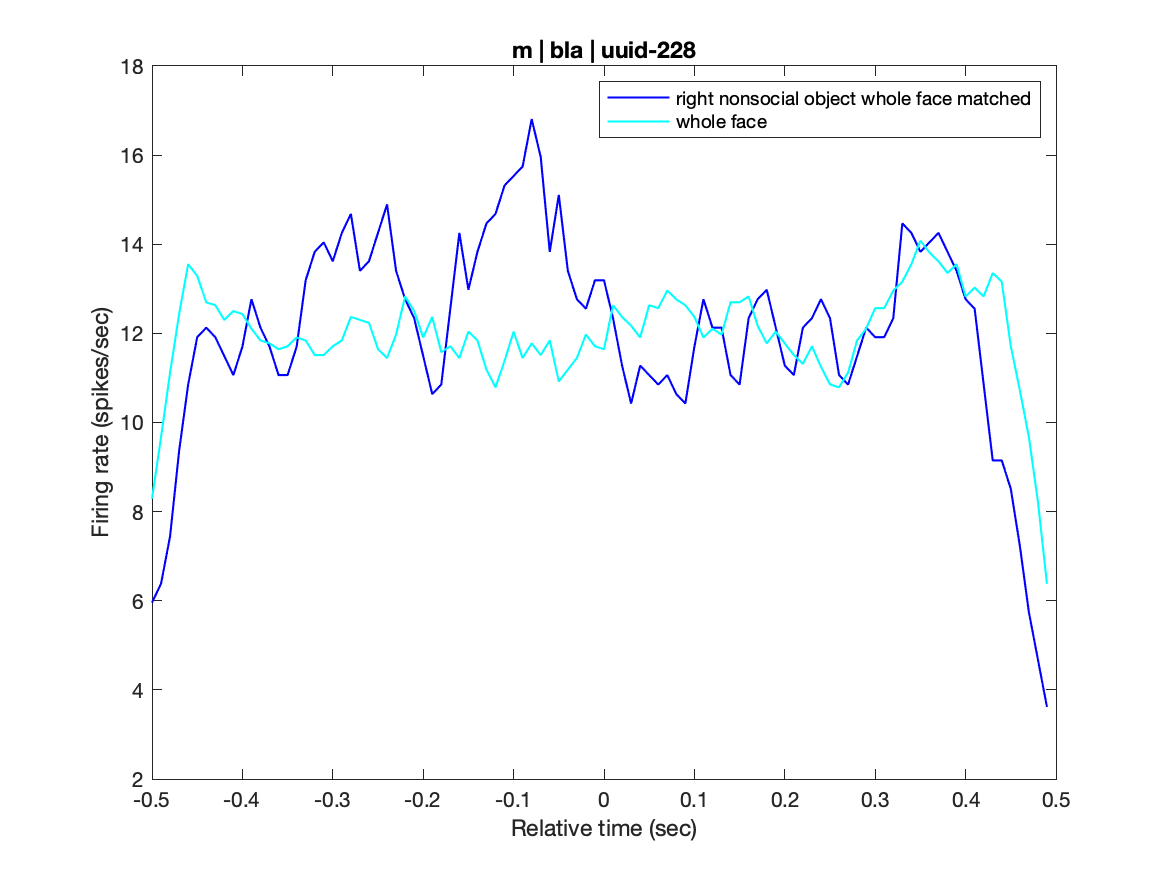 m | bla | uuid-228
18
right nonsocial object whole face matched
whole face
16
14
12
10
8
6
4
2
Firing rate (spikes/sec)
-0.5 -0.4 -0.3 -0.2 -0.1 0 0.1 0.2 0.3 0.4 0.5
Relative time (sec)